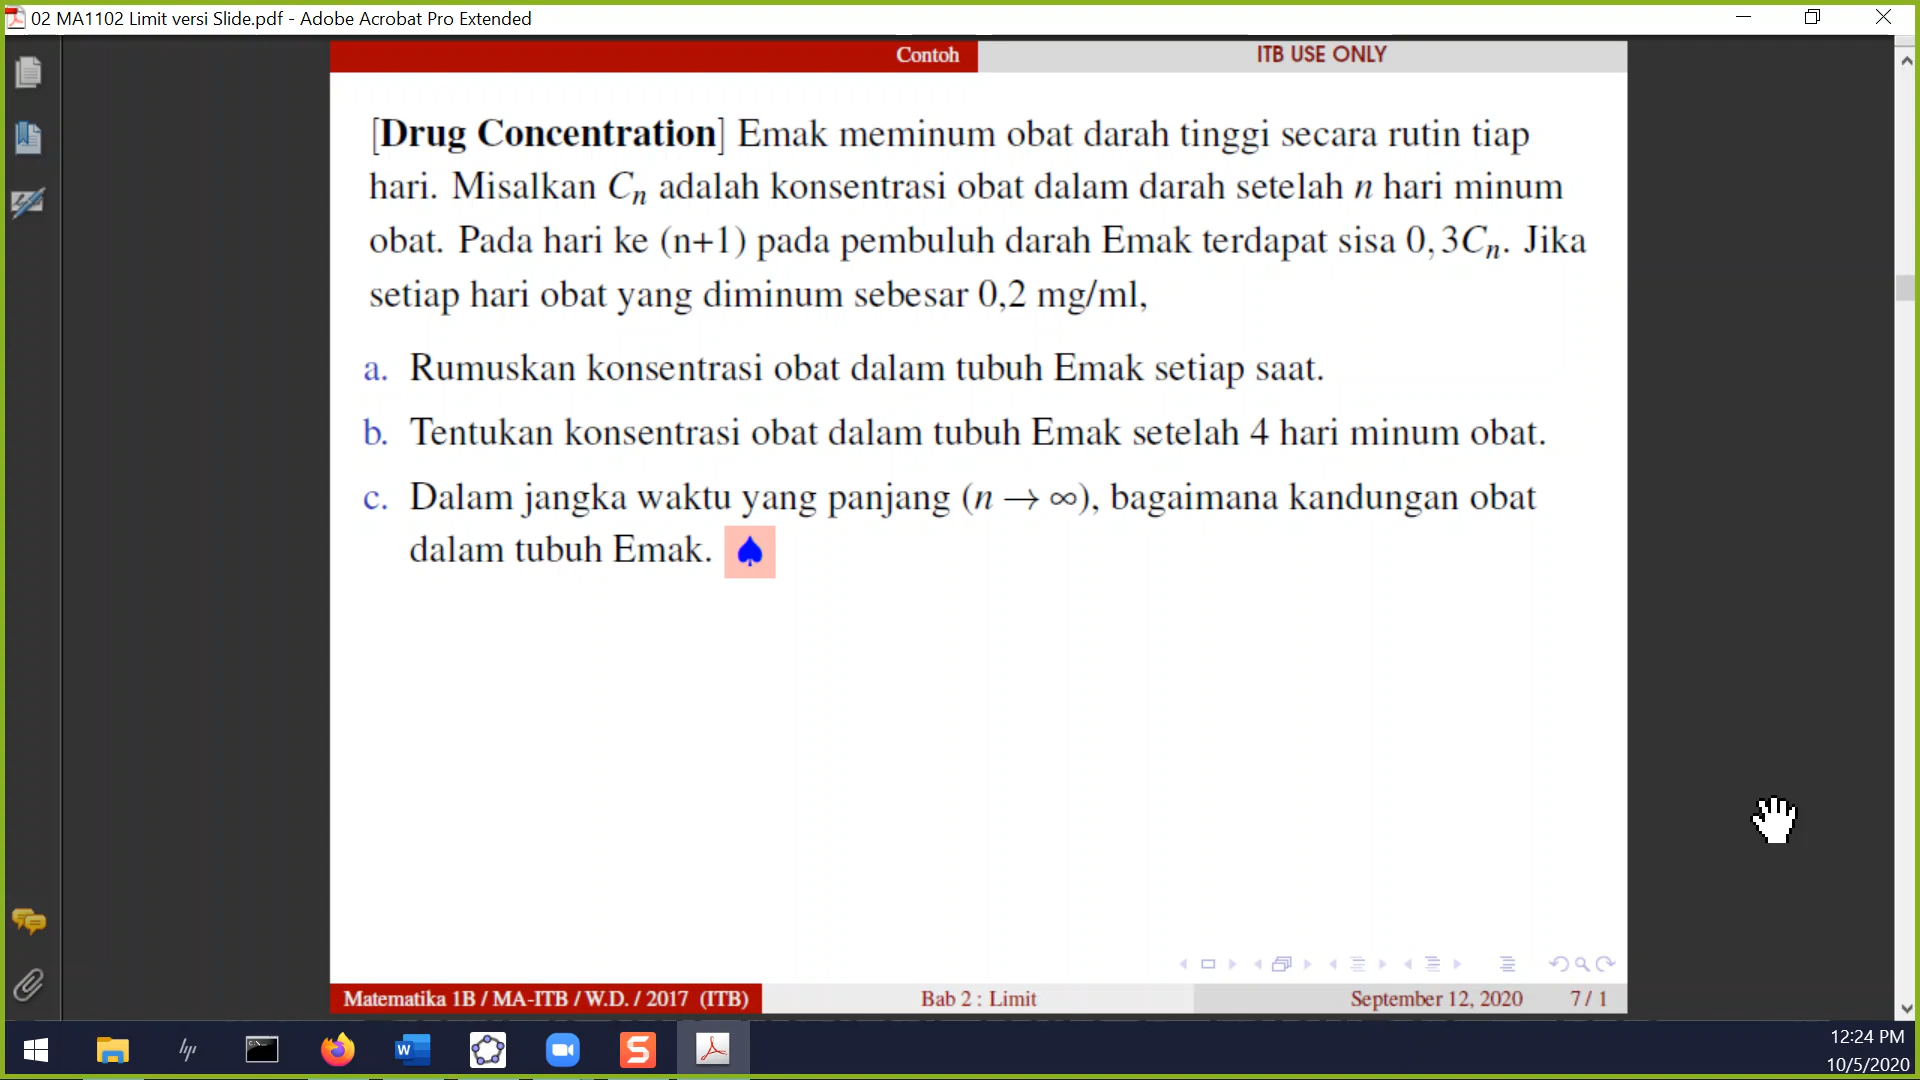 02 MA1102 Limit versi Slide.pdf - Adobe Acrobat Pro Extended
Contoh
ITB USE ONLY
[Drug Concentration] Emak meminum obat darah tinggi secara rutin tiap
hari. Misalkan Cn adalah konsentrasi obat dalam darah setelah n hari minum
obat. Pada hari ke (n+1) pada pembuluh darah Emak terdapat sisa 0,3Cn. Jika
setiap hari obat yang diminum sebesar 0,2 mg/ml,
a. Rumuskan konsentrasi obat dalam tubuh Emak setiap saat.
b. Tentukan konsentrasi obat dalam tubuh Emak setelah 4 hari minum obat.
c. Dalam jangka waktu yang panjang (n → ∞), bagaimana kandungan obat
dalam tubuh Emak. ♠
Matematika 1B / MA-ITB / W.D. / 2017 (ITB)
Bab 2 : Limit
September 12, 2020
7 / 1
12:24 PM
10/5/2020